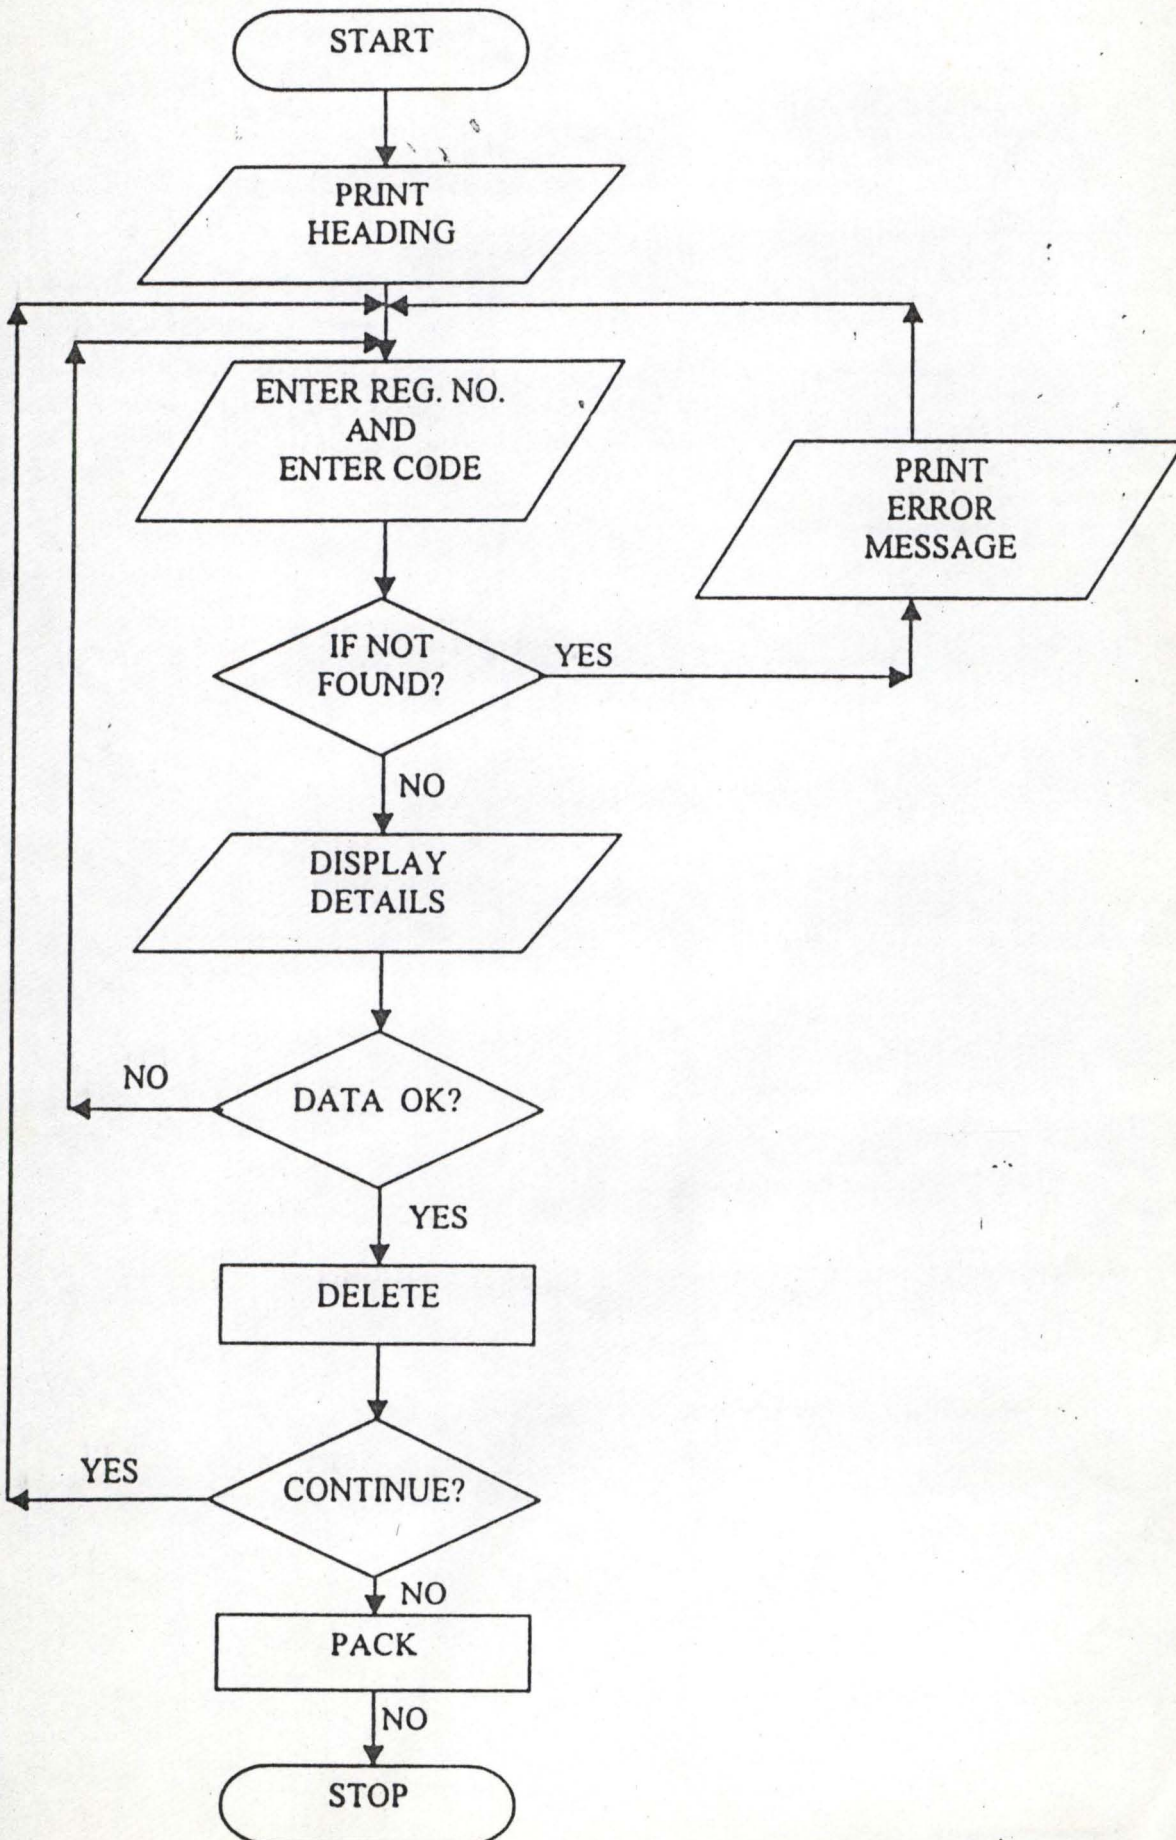 START
PRINT
HEADING
ENTER REG. NO.
AND
ENTER CODE
PRINT
ERROR
MESSAGE
IF NOT
FOUND?
YES
NO
DISPLAY
DETAILS
NO
DATA OK?
YES
DELETE
YES
CONTINUE?
NO
PACK
NO
STOP